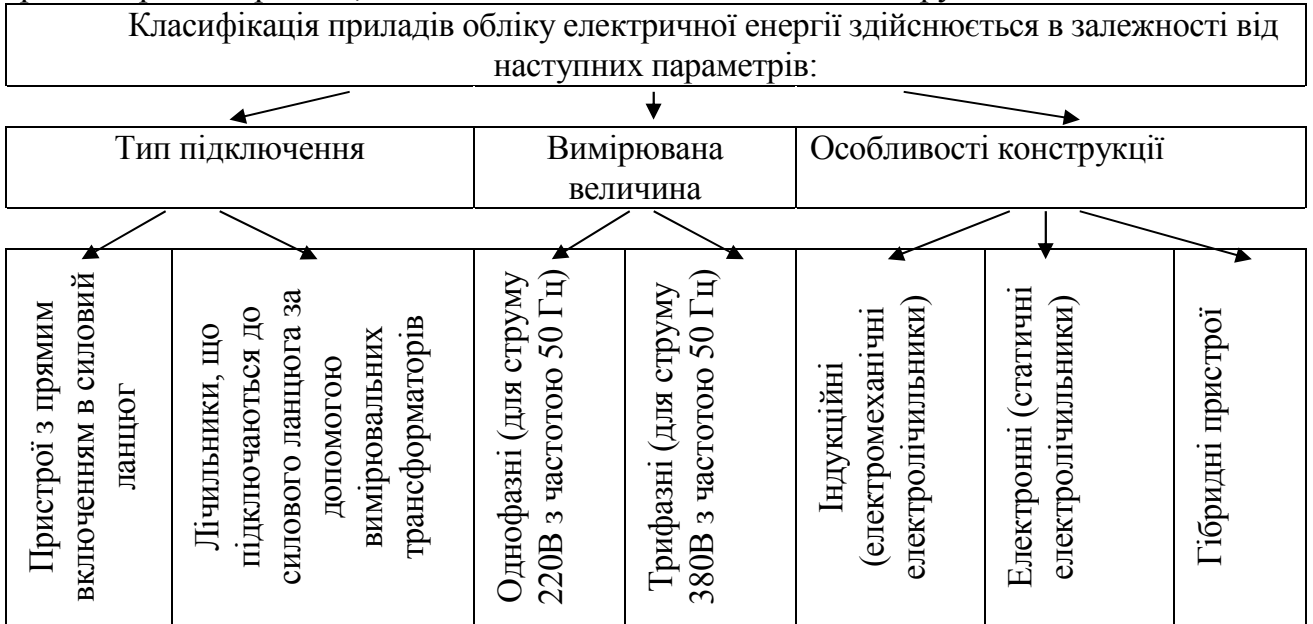 Класифікація приладів обліку електричної енергії здійснюється в залежності від
наступних параметрів:
Тип підключення
Вимірювана
величина
Особливості конструкції
Пристрої з прямим
включенням в силовий
ланцюг
Лічильники, що
підключаються до
силового ланцюга за
допомогою
вимірювальних
трансформаторів
Однофазні (для струму
220В з частотою 50 Гц)
Трифазні (для струму
380В з частотою 50 Гц)
Індукційні
(електромеханічні
електролічильники)
Електронні (статичні
електролічильники)
Гібридні пристрої